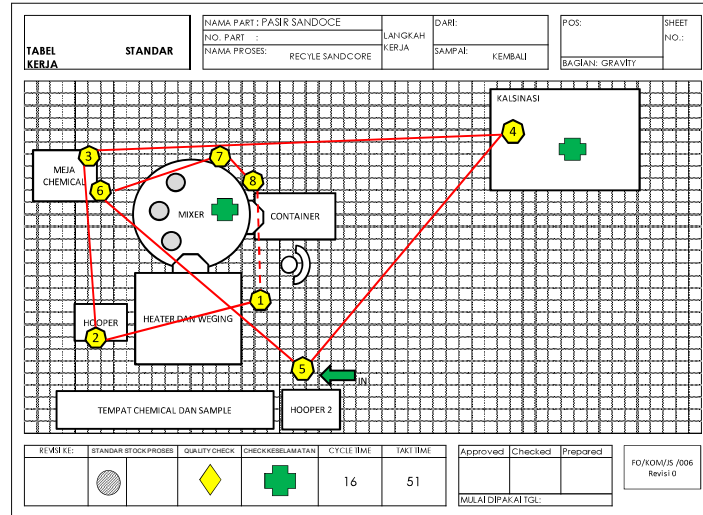 TABEL STANDAR
KERJA
NAMA PART : PASIR SANDOCE
NO. PART :
NAMA PROSES: RECYLE SANDCORE
LANGKAH
KERJA
DARI:
SAMPAI: KEMBALI
POS:
BAGIAN: GRAVITY
SHEET
NO.:
KALSINASI
4
3
MEJA
CHEMICAL
6
7
8
MIXER
CONTAINER
1
HOOPER
2
HEATER DAN WEGING
5
IN
TEMPAT CHEMICAL DAN SAMPLE
HOOPER 2
REVISI KE:
STANDAR STOCK PROSES
QUALITY CHECK
CHECK KESELAMATAN
CYCLE TIME
TAKT TIME
16
51
Approved Checked Prepared
MULAI DIPAKAI TGL:
FO/KOM/JS /006
Revisi 0